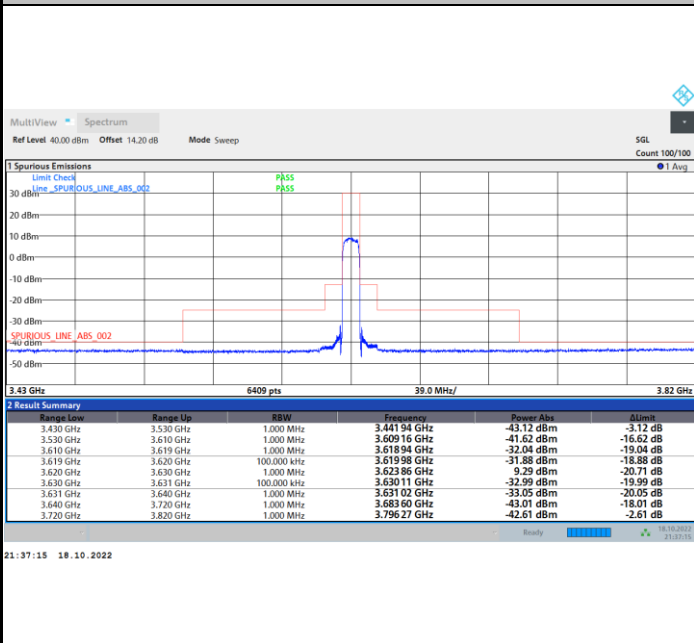 MultiView Spectrum
Ref Level 40.00 dBm Offset 14.20 dB Mode Sweep SGL
Count 100/100
1 Spurious Emissions 1 Avg
Limit Check PASS
Line _SPURIOUS_LINE_ABS_002 PASS
30 dBm
20 dBm
10 dBm
0 dBm
-10 dBm
-20 dBm
-30 dBm
_SPURIOUS_LINE_ABS_002
-40 dBm
-50 dBm
3.43 GHz 6409 pts 39.0 MHz/ 3.82 GHz
2 Result Summary
Range Low Range Up RBW Frequency Power Abs ΔLimit
3.430 GHz 3.530 GHz 1.000 MHz 3.441 94 GHz -43.12 dBm -3.12 dB
3.530 GHz 3.610 GHz 1.000 MHz 3.609 16 GHz -41.62 dBm -16.62 dB
3.610 GHz 3.619 GHz 1.000 MHz 3.618 94 GHz -32.04 dBm -19.04 dB
3.619 GHz 3.620 GHz 100.000 kHz 3.619 98 GHz -31.88 dBm -18.88 dB
3.620 GHz 3.630 GHz 1.000 MHz 3.623 86 GHz 9.29 dBm -20.71 dB
3.630 GHz 3.631 GHz 100.000 kHz 3.630 11 GHz -32.99 dBm -19.99 dB
3.631 GHz 3.640 GHz 1.000 MHz 3.631 02 GHz -33.05 dBm -20.05 dB
3.640 GHz 3.720 GHz 1.000 MHz 3.683 60 GHz -43.01 dBm -18.01 dB
3.720 GHz 3.820 GHz 1.000 MHz 3.796 27 GHz -42.61 dBm -2.61 dB
Ready 18.10.2022
21:37:15
21:37:15 18.10.2022